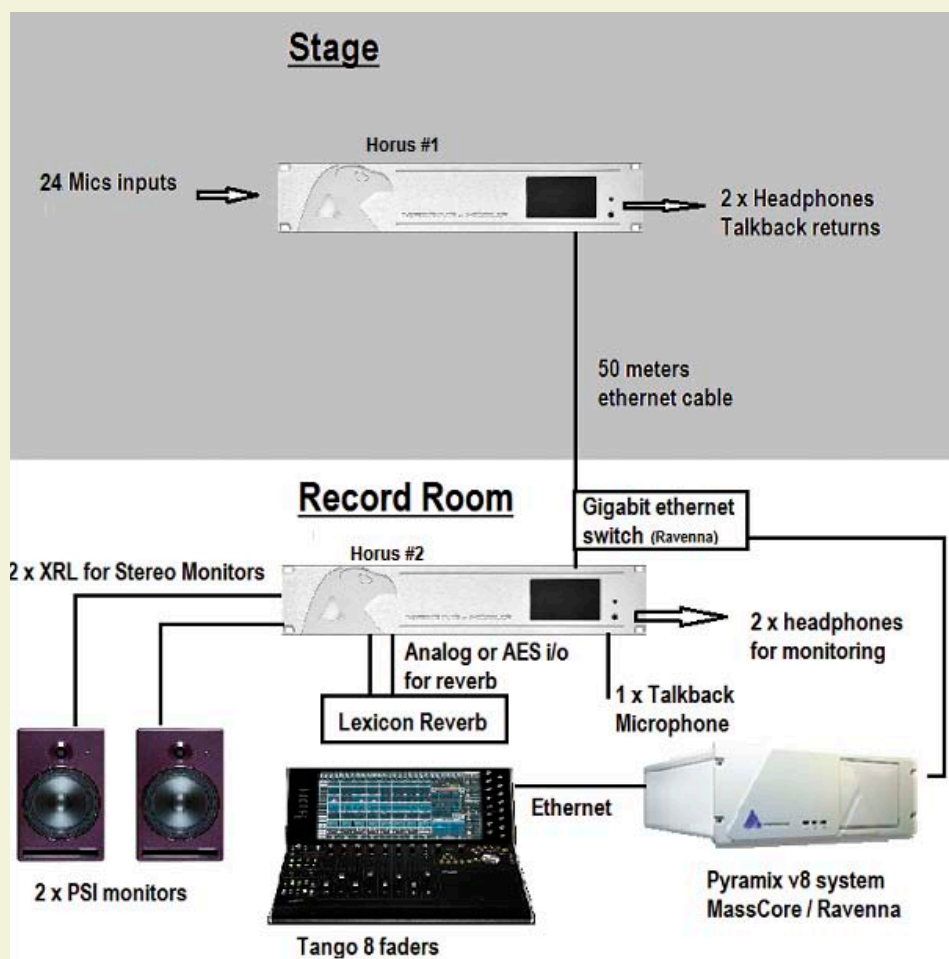 Stage
Horus #1
24 Mics inputs
2 x Headphones
Talkback returns
50 meters
ethernet cable
Record Room
Gigabit ethernet
switch (Ravenna)
Horus #2
2 x XRL for Stereo Monitors
2 x headphones
for monitoring
Analog or AES i/o
for reverb
1 x Talkback
Microphone
Lexicon Reverb
Ethernet
2 x PSI monitors
Pyramix v8 system
MassCore / Ravenna
Tango 8 faders